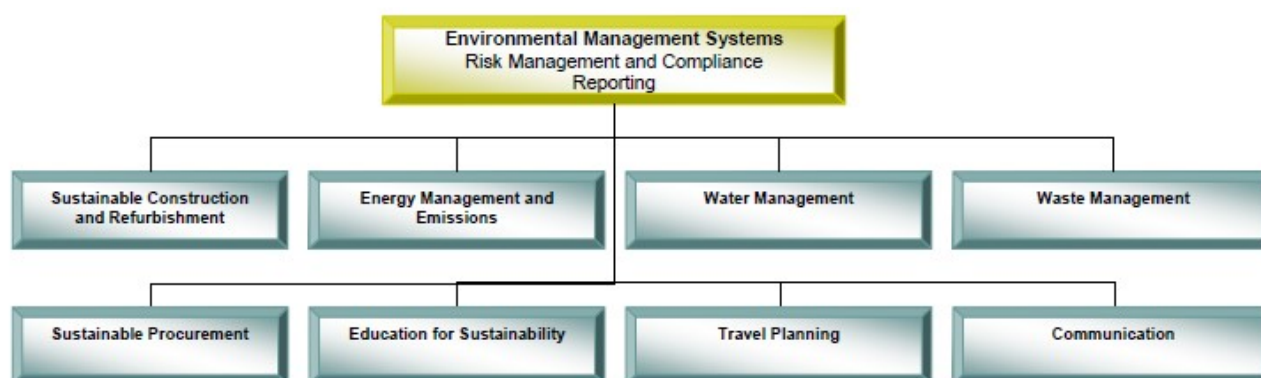 Environmental Management Systems
Risk Management and Compliance
Reporting
Sustainable Construction
and Refurbishment
Energy Management and
Emissions
Water Management
Waste Management
Sustainable Procurement
Education for Sustainability
Travel Planning
Communication